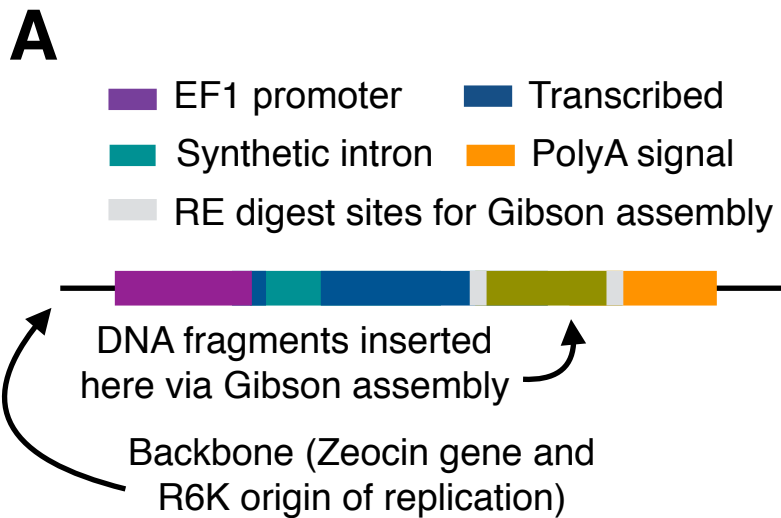 A
EF1 promoter
Transcribed
Synthetic intron
PolyA signal
RE digest sites for Gibson assembly
DNA fragments inserted
here via Gibson assembly
Backbone (Zeocin gene and
R6K origin of replication)